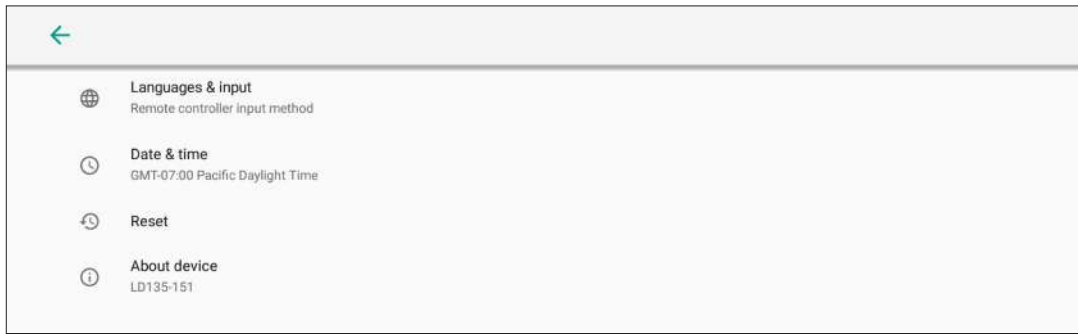 Languages & input
Remote controller input method
Date & time
GMT-07:00 Pacific Daylight Time
Reset
About device
LD135-151